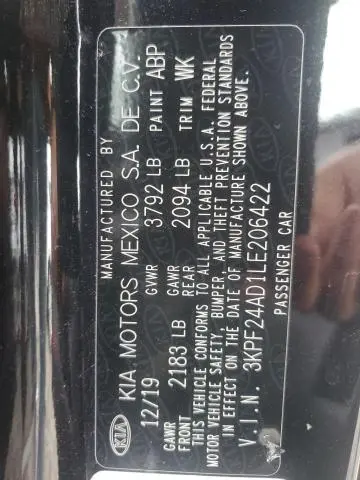 MANUFACTURED BY
KIA KIA MOTORS MEXICO S.A. DE C.V.
12/19 GVWR 3792 LB PAINT ABP
GAWR FRONT 2183 LB GAWR REAR 2094 LB TRIM WK
THIS VEHICLE CONFORMS TO ALL APPLICABLE U.S.A. FEDERAL
MOTOR VEHICLE SAFETY, BUMPER, AND THEFT PREVENTION STANDARDS
IN EFFECT ON THE DATE OF MANUFACTURE SHOWN ABOVE.
V.I.N. 3KPF24AD1LE206422
PASSENGER CAR